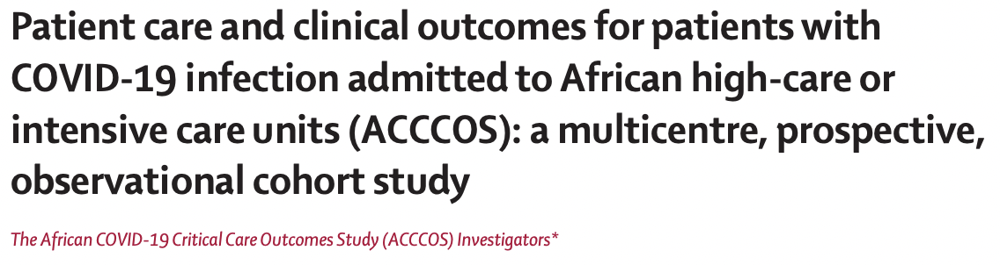 Patient care and clinical outcomes for patients with
COVID-19 infection admitted to African high-care or
intensive care units (ACCCOS): a multicentre, prospective,
observational cohort study
The African COVID-19 Critical Care Outcomes Study (ACCCOS) Investigators*